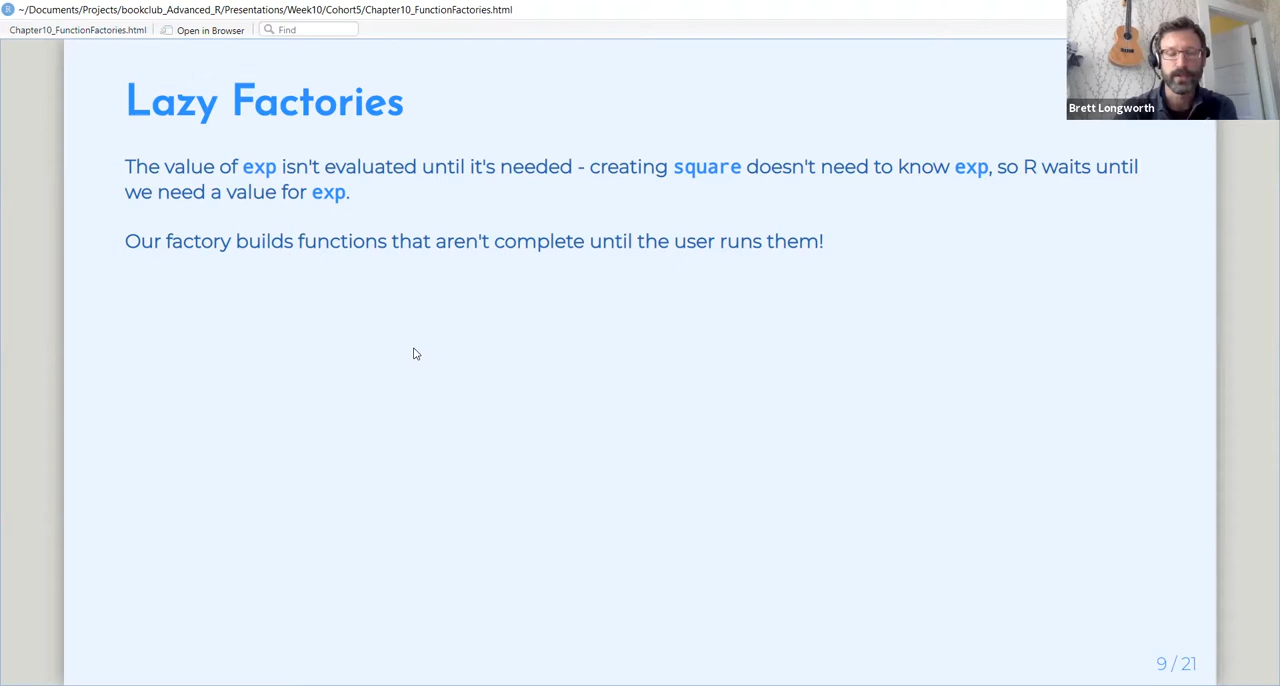 ~/Documents/Projects/bookclub_Advanced_R/Presentations/Week10/Cohort5/Chapter10_FunctionFactories.html
Chapter10_FunctionFactories.html Open in Browser Find
Brett Longworth
Lazy Factories
The value of exp isn't evaluated until it's needed - creating square doesn't need to know exp, so R waits until
we need a value for exp.
Our factory builds functions that aren't complete until the user runs them!
9 / 21